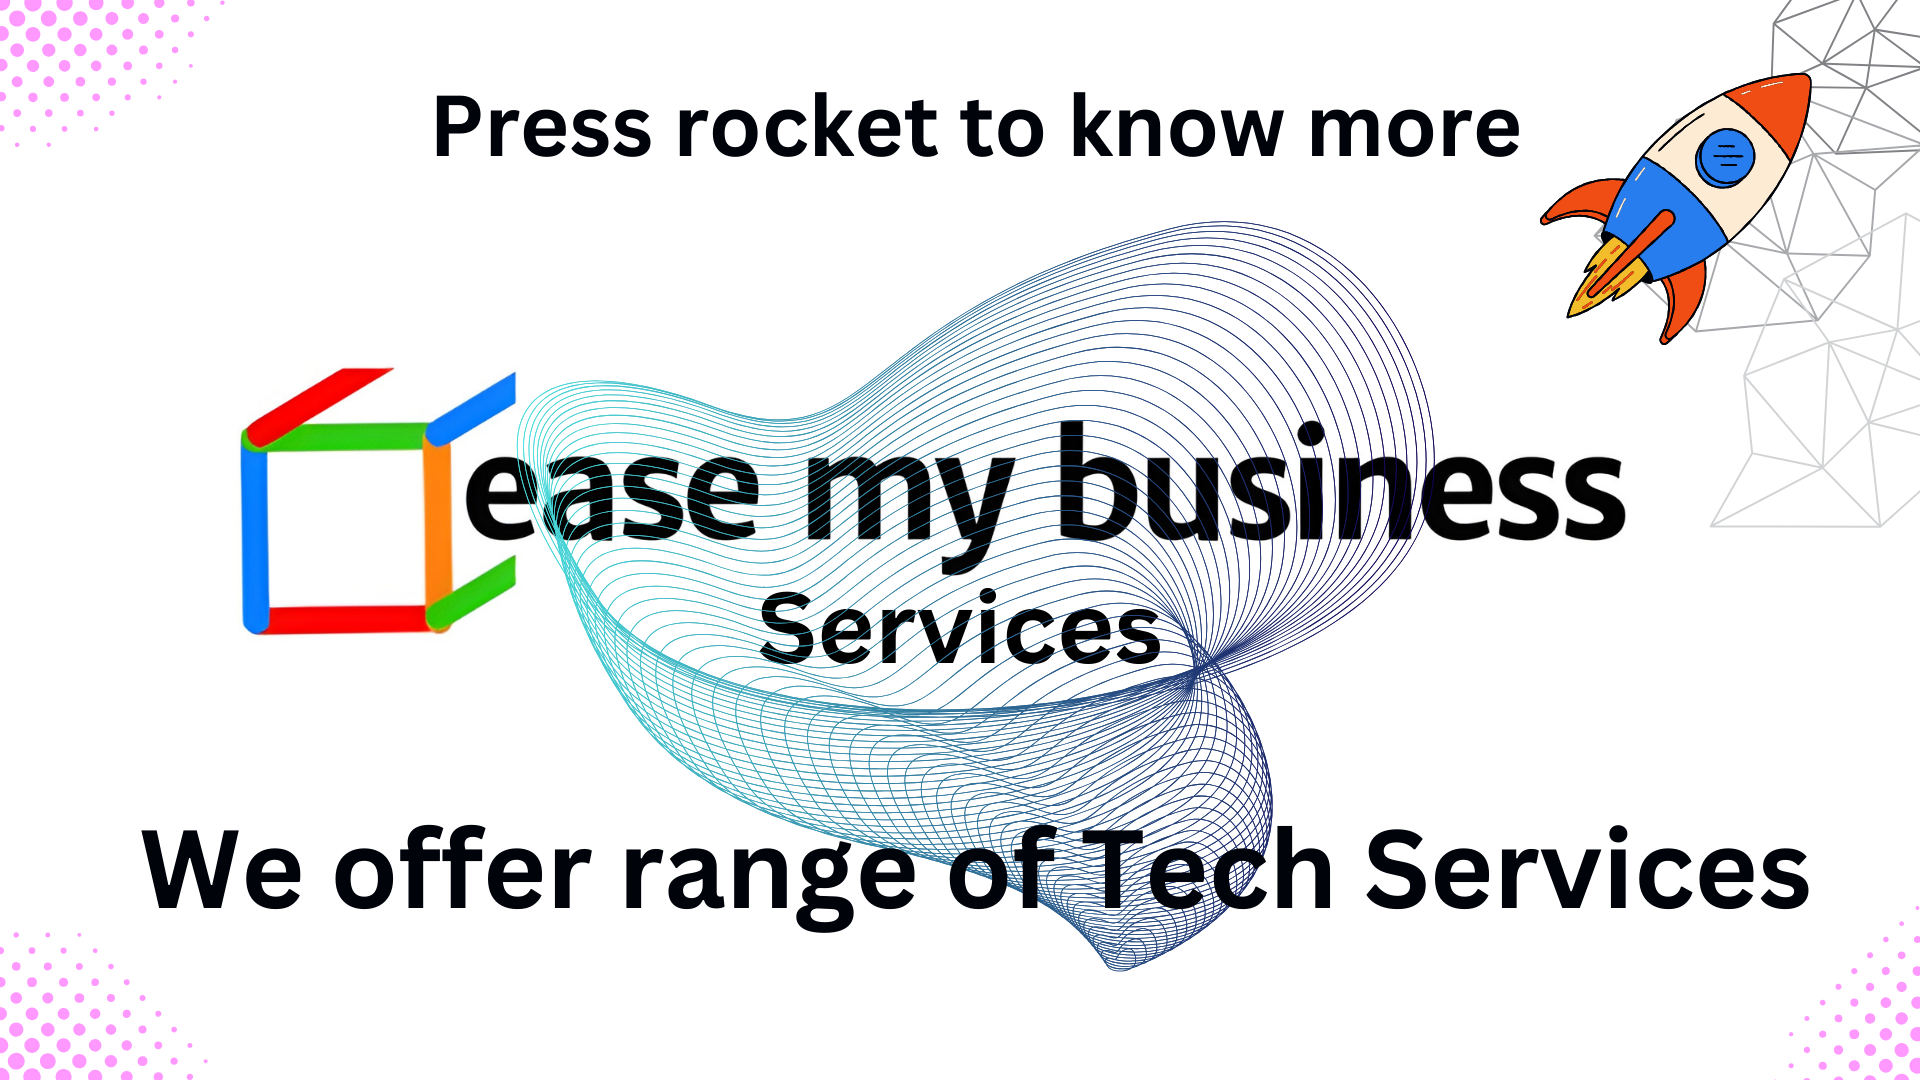 Press rocket to know more
ease my business
Services
We offer range of Tech Services